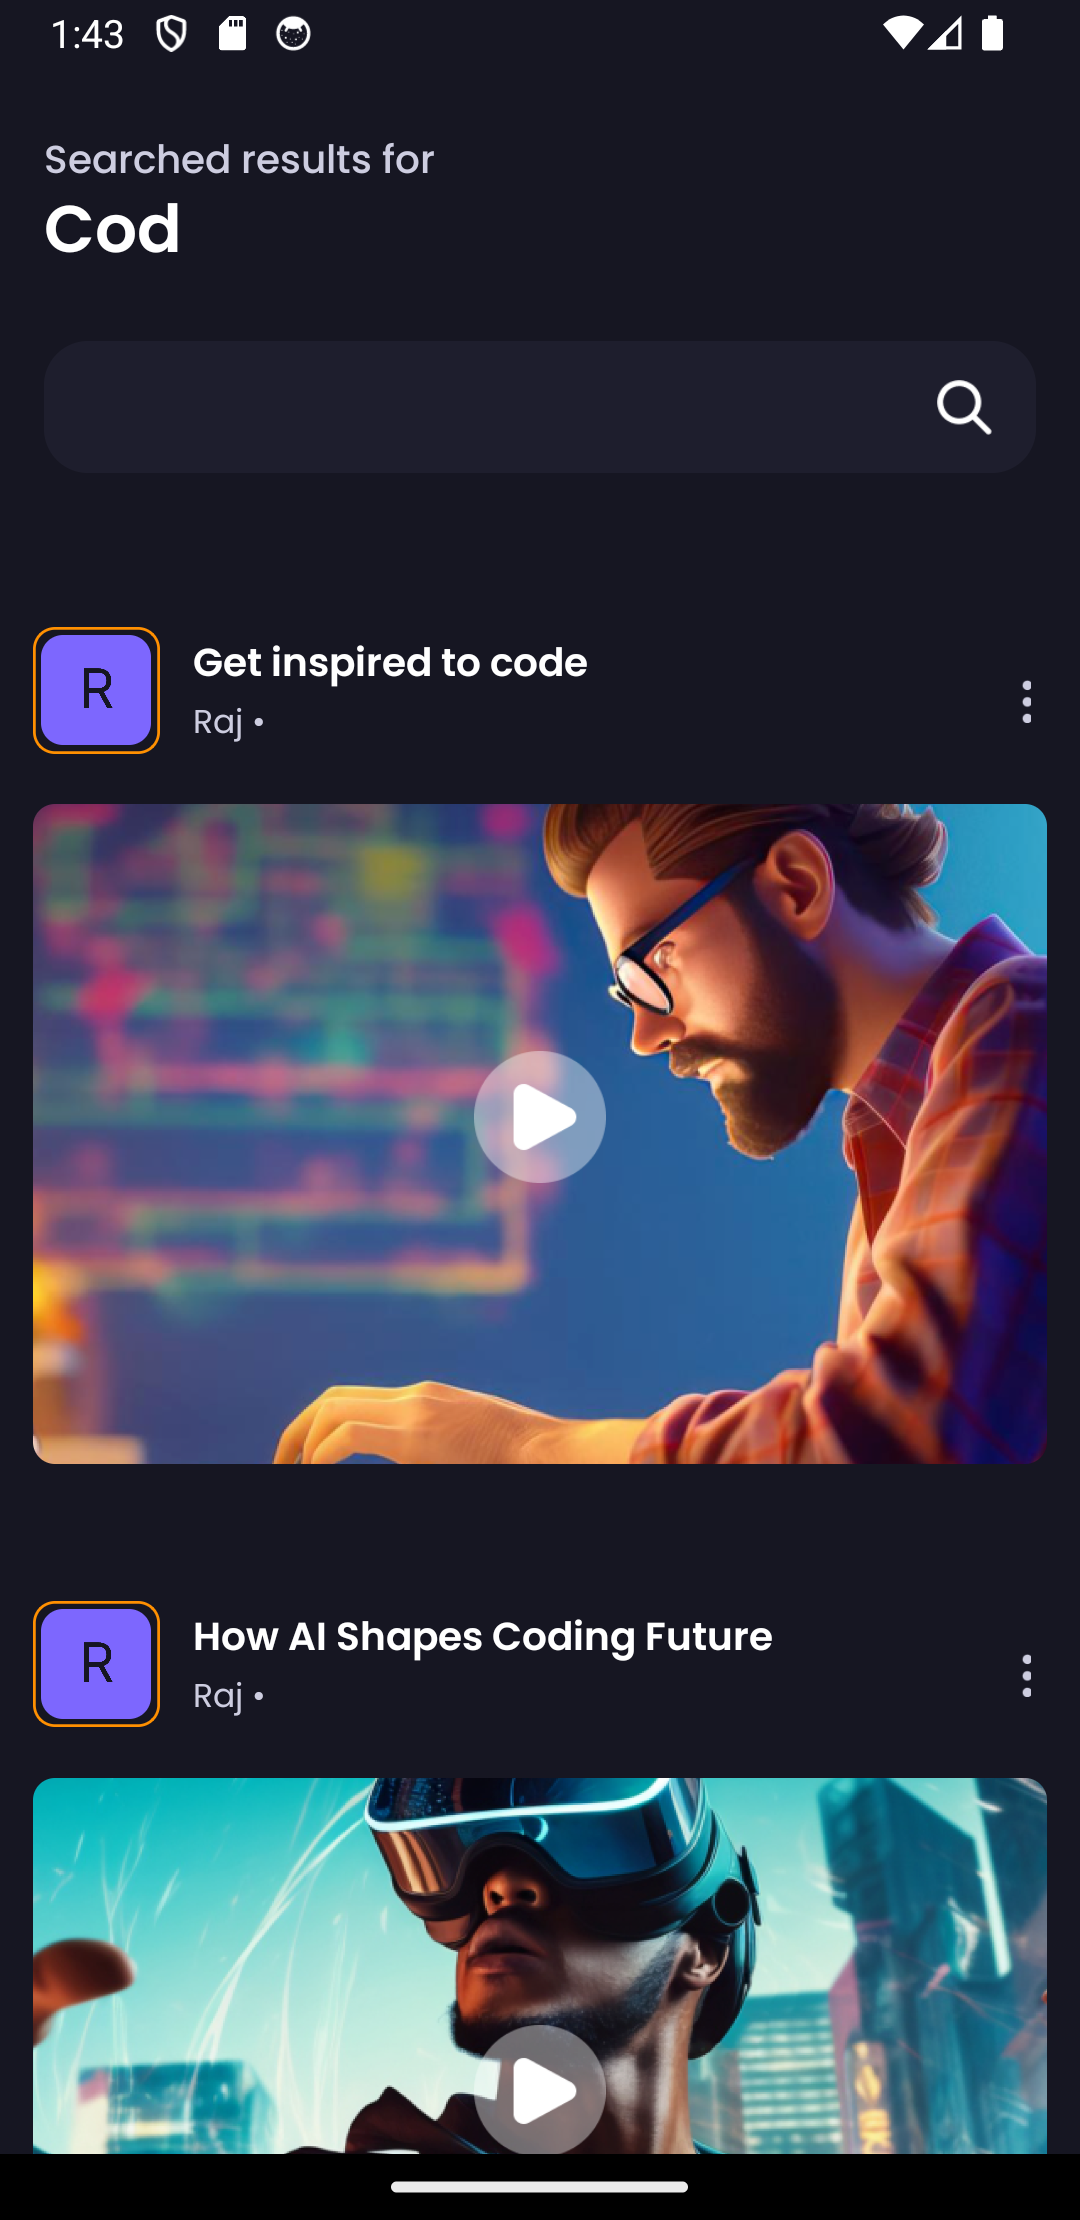 1:43
Searched results for
Cod
R
Get inspired to code
Raj •
R
How AI Shapes Coding Future
Raj •